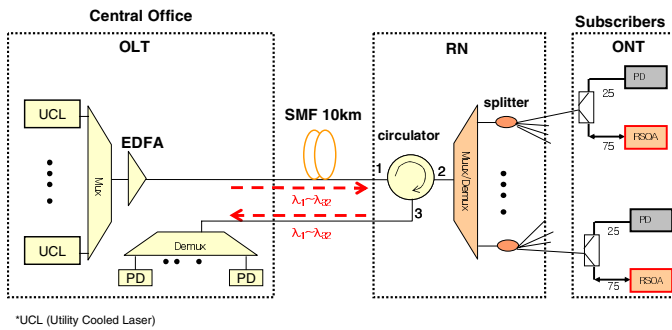 Central Office
Subscribers
OLT
RN
ONT
UCL
EDFA
Mux
UCL
SMF 10km
circulator
1
2
3
λ1~λ32
λ1~λ32
Demux
PD
PD
Muux/Demux
splitter
25
PD
75
RSOA
25
PD
75
RSOA
*UCL (Utility Cooled Laser)